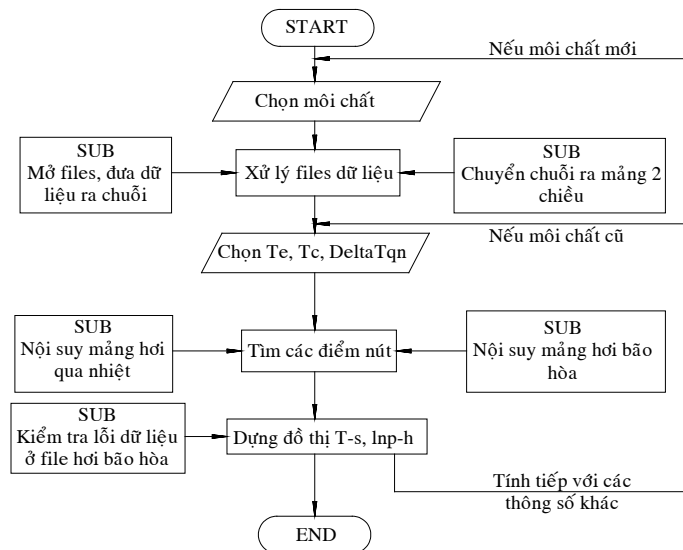 START
Nếu môi chất mới
Chọn môi chất
SUB
Mở files, đưa dữ
liệu ra chuỗi
Xử lý files dữ liệu
SUB
Chuyển chuỗi ra mảng 2
chiều
Nếu môi chất cũ
Chọn Te, Tc, DeltaTqn
SUB
Nội suy mảng hơi
qua nhiệt
Tìm các điểm nút
SUB
Nội suy mảng hơi bão
hòa
SUB
Kiểm tra lỗi dữ liệu
ở file hơi bão hòa
Dựng đồ thị T-s, lnp-h
Tính tiếp với các
thông số khác
END